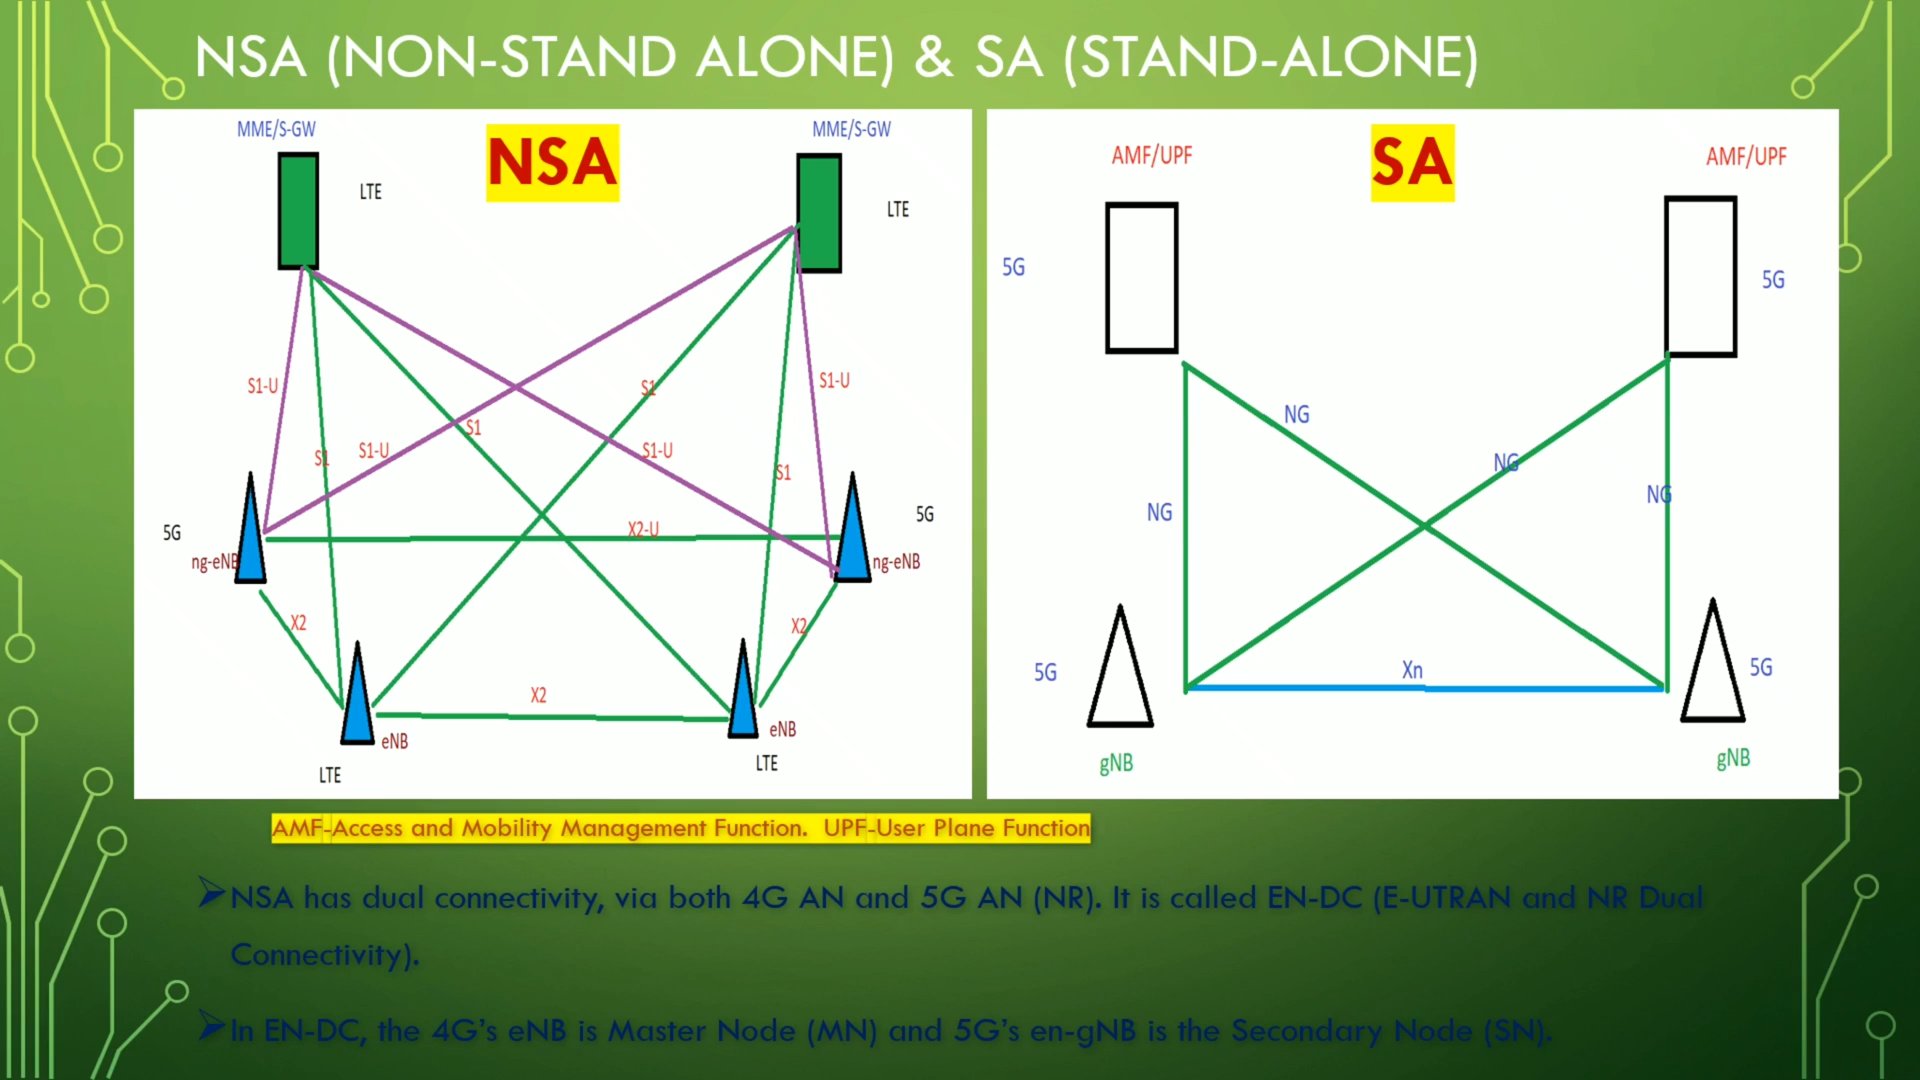 NSA (NON-STAND ALONE) & SA (STAND-ALONE)
MME/S-GW
NSA
MME/S-GW
LTE
LTE
S1-U
S1
S1-U
S1
S1
S1-U
S1-U
S1
5G
X2-U
5G
ng-eNB
ng-eNB
X2
X2
X2
eNB
eNB
LTE
LTE
AMF/UPF
SA
AMF/UPF
5G
5G
NG
NG
NG
NG
Xn
5G
5G
gNB
gNB
AMF-Access and Mobility Management Function. UPF-User Plane Function
NSA has dual connectivity, via both 4G AN and 5G AN (NR). It is called EN-DC (E-UTRAN and NR Dual
Connectivity).
In EN-DC, the 4G’s eNB is Master Node (MN) and 5G’s en-gNB is the Secondary Node (SN).